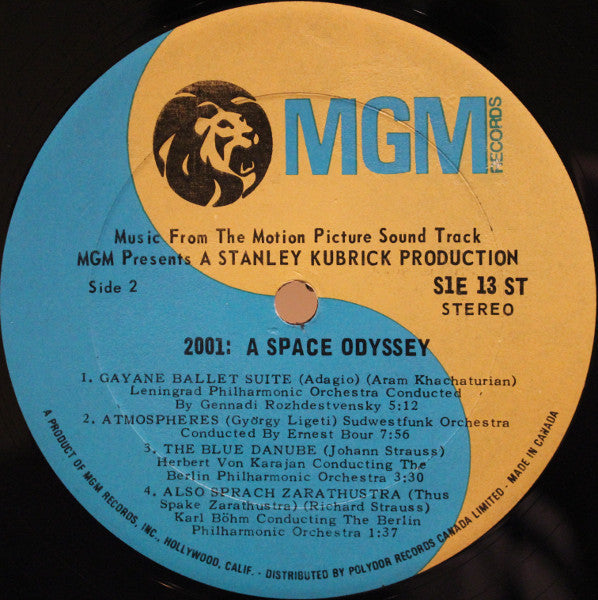 MGM
RECORDS
Music From The Motion Picture Sound Track
MGM Presents A STANLEY KUBRICK PRODUCTION
Side 2
S1E 13 ST
STEREO
2001: A SPACE ODYSSEY
1. GAYANE BALLET SUITE (Adagio) (Aram Khachaturian)
Leningrad Philharmonic Orchestra Conducted
By Gennadi Rozhdestvensky 5:12
2. ATMOSPHERES (György Ligeti) Sudwestfunk Orchestra
Conducted By Ernest Bour 7:56
3. THE BLUE DANUBE (Johann Strauss)
Herbert Von Karajan Conducting The
Berlin Philharmonic Orchestra 3:30
4. ALSO SPRACH ZARATHUSTRA (Thus
Spake Zarathustra) (Richard Strauss)
Karl Böhm Conducting The Berlin
Philharmonic Orchestra 1:37
A PRODUCT OF MGM RECORDS, INC., HOLLYWOOD, CALIF. - DISTRIBUTED BY POLYDOR RECORDS CANADA LIMITED - MADE IN CANADA